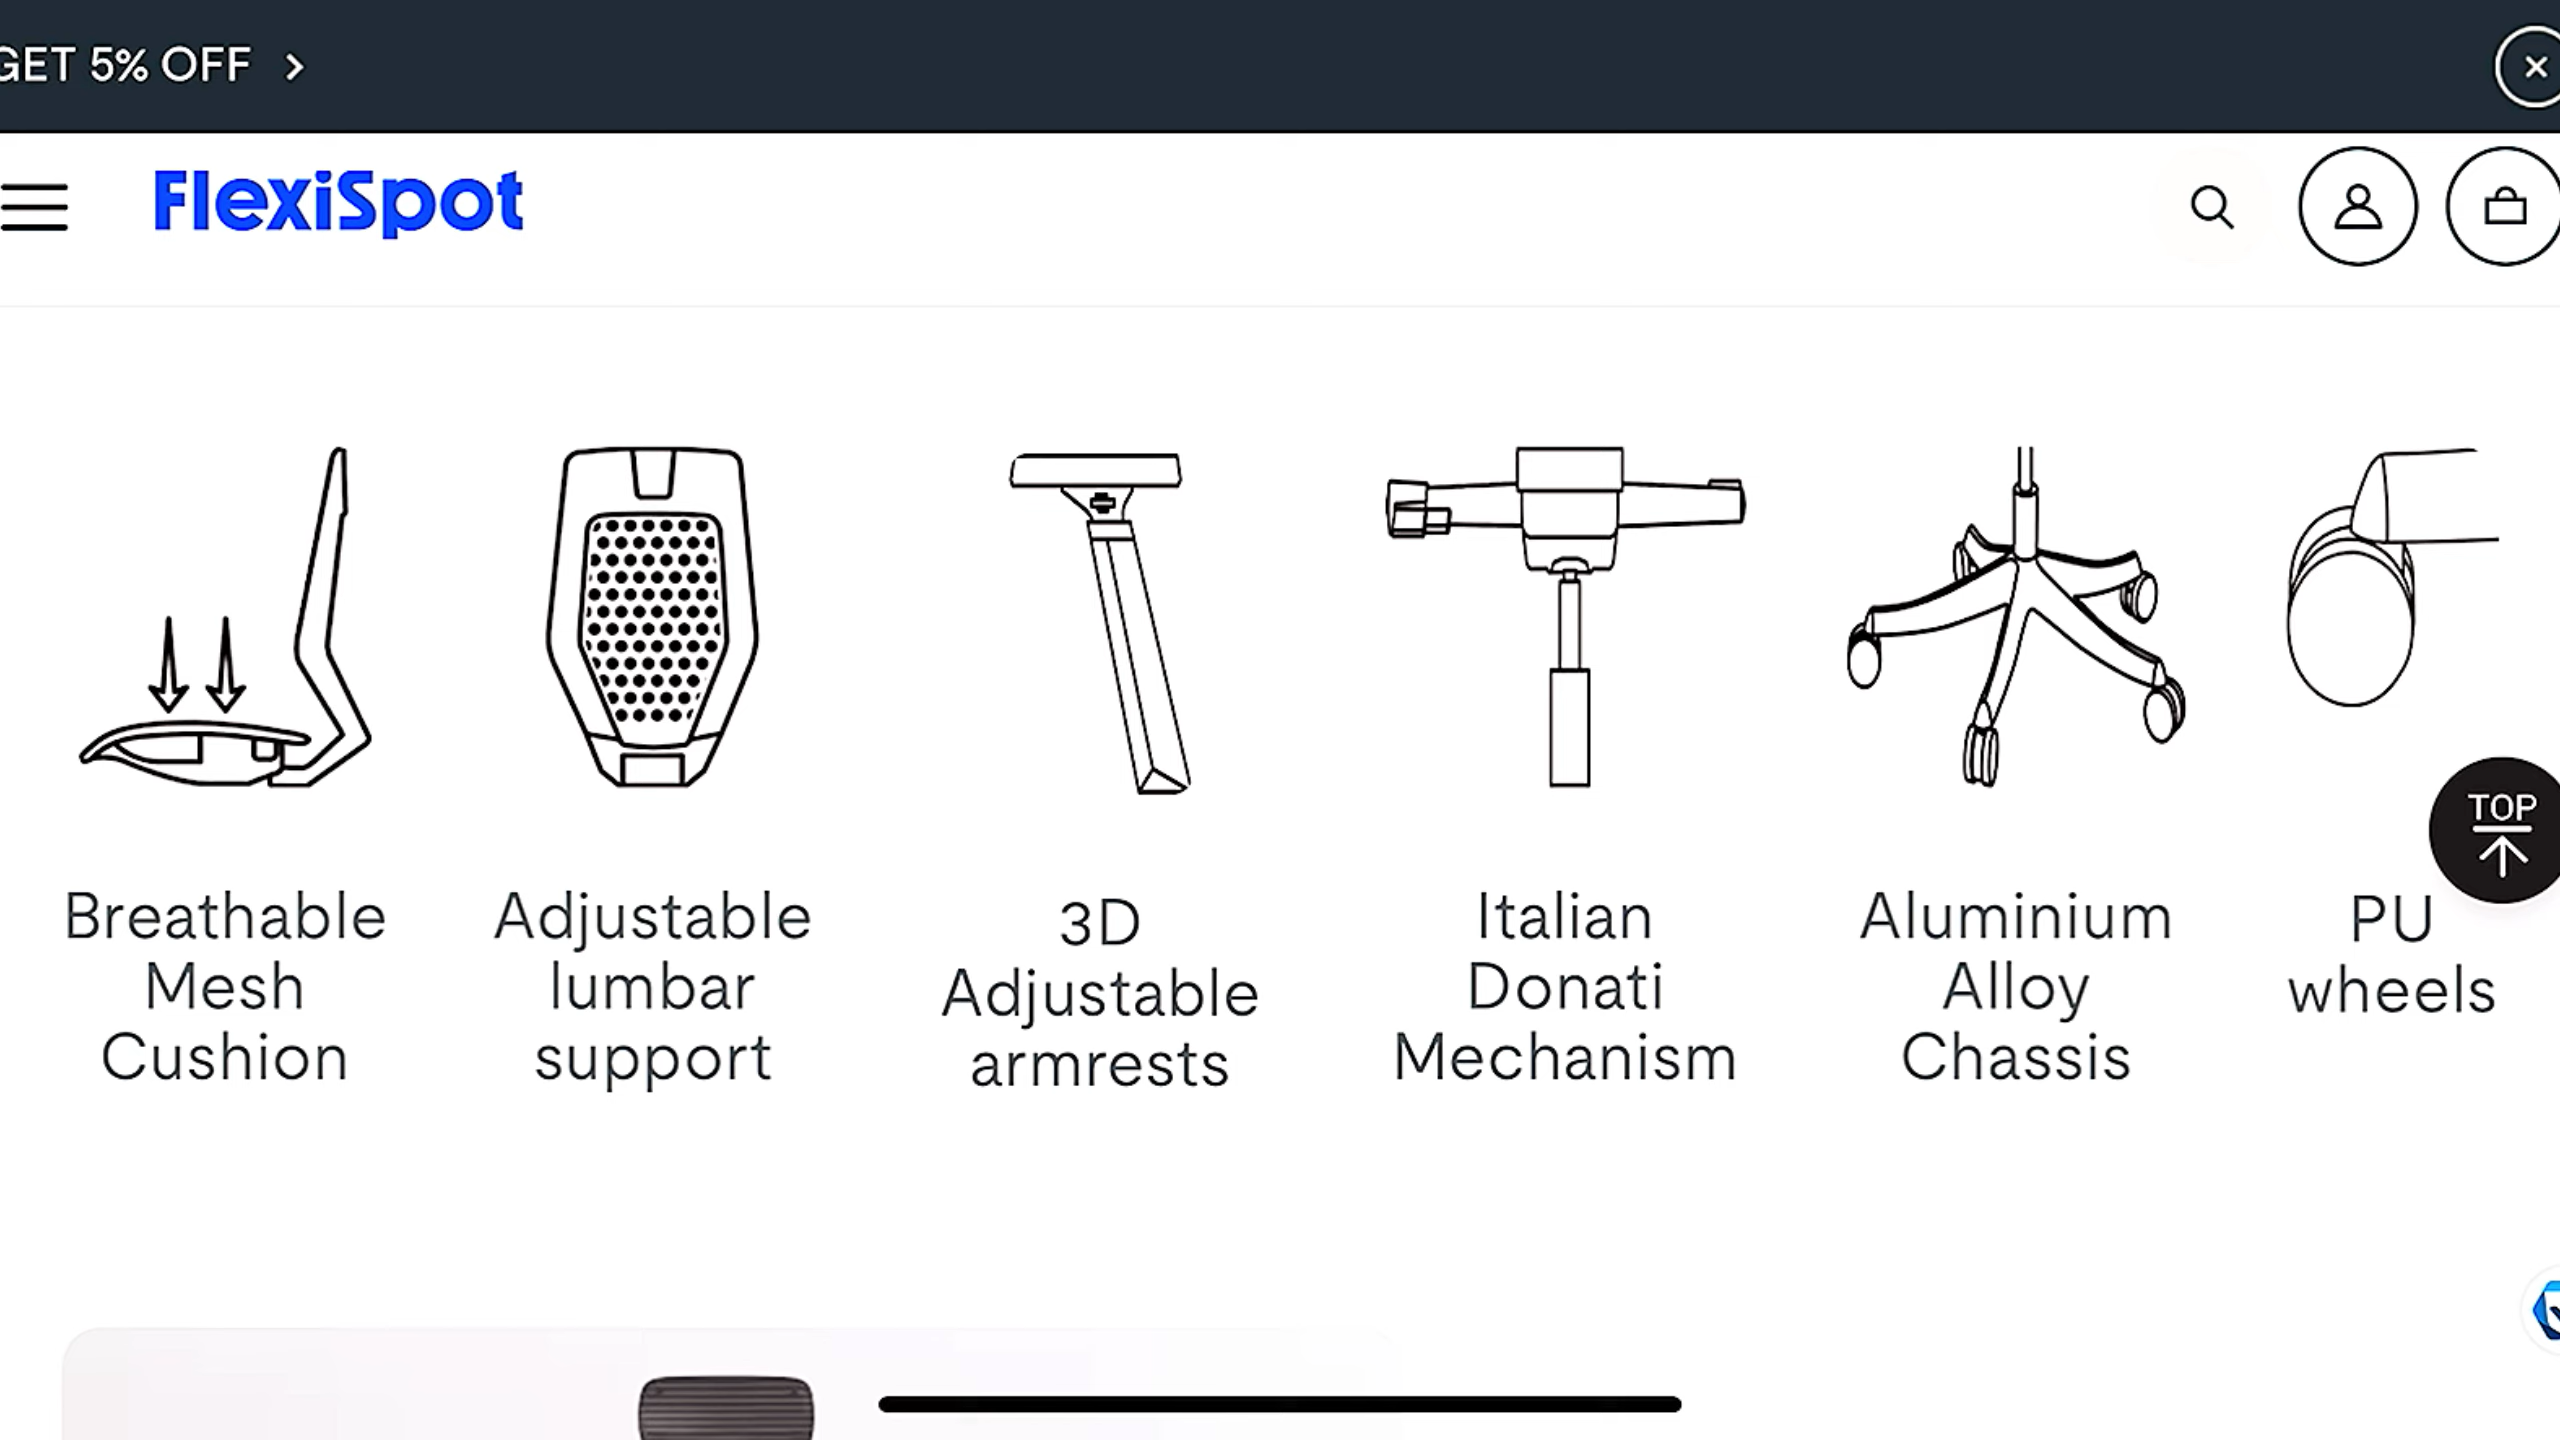 GET 5% OFF
FlexiSpot
Breathable
Mesh
Cushion
Adjustable
lumbar
support
3D
Adjustable
armrests
Italian
Donati
Mechanism
Aluminium
Alloy
Chassis
PU
wheels
TOP